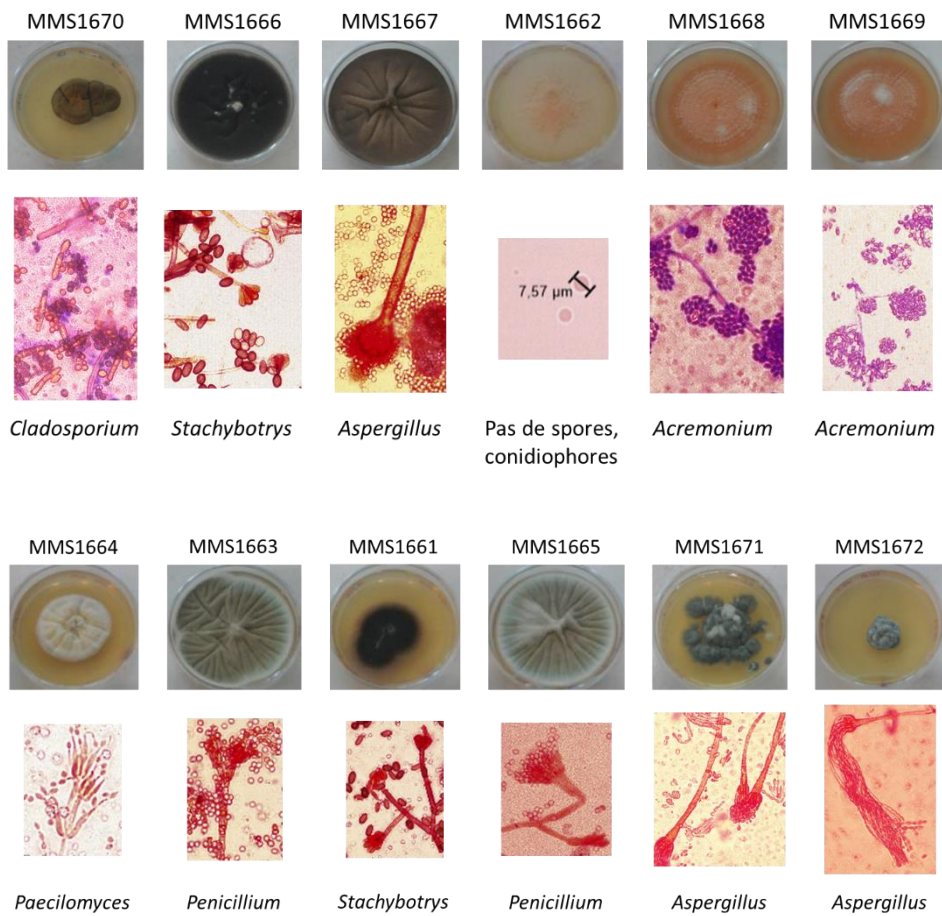 MMS1670 MMS1666 MMS1667 MMS1662 MMS1668 MMS1669
7,57 µm
Cladosporium Stachybotrys Aspergillus Pas de spores, Acremonium Acremonium
conidiophores
MMS1664 MMS1663 MMS1661 MMS1665 MMS1671 MMS1672
Paecilomyces Penicillium Stachybotrys Penicillium Aspergillus Aspergillus